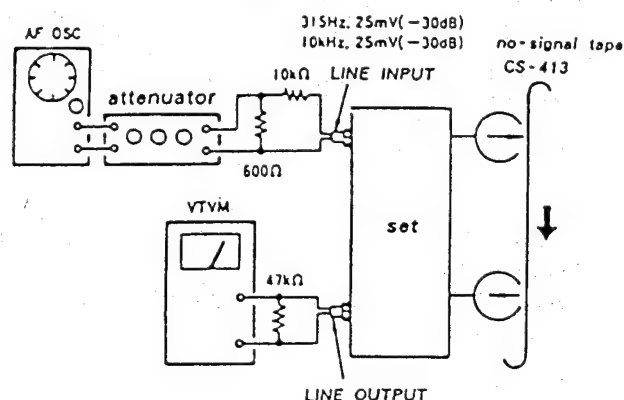 315Hz, 25mV(-30dB)
10kHz, 25mV(-30dB)
AF OSC
no-signal tape
CS-413
10kΩ
LINE INPUT
attenuator
600Ω
VTVM
set
47kΩ
LINE OUTPUT